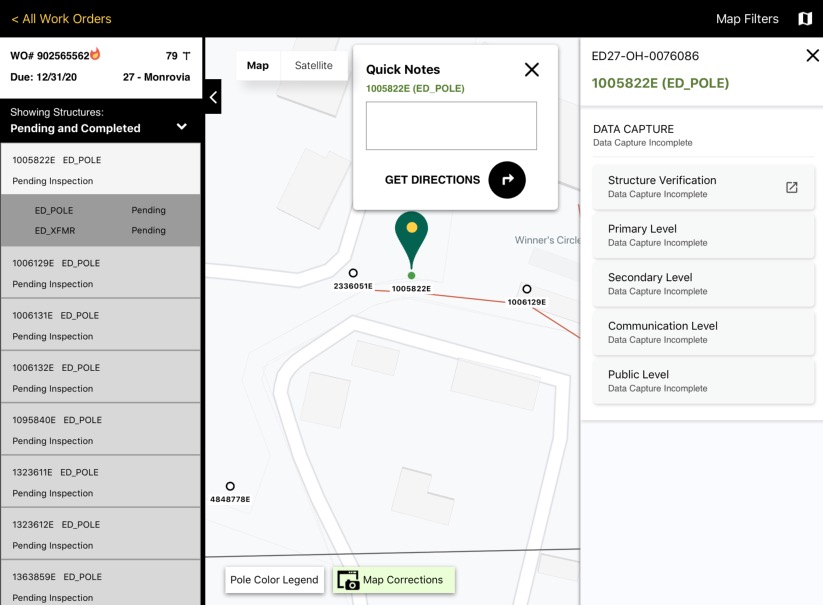 < All Work Orders
Map Filters
WO# 902565562
79
Due: 12/31/20
27 - Monrovia
Showing Structures:
Pending and Completed
1005822E ED_POLE
Pending Inspection
ED_POLE Pending
ED_XFMR Pending
1006129E ED_POLE
Pending Inspection
1006131E ED_POLE
Pending Inspection
1006132E ED_POLE
Pending Inspection
1095840E ED_POLE
Pending Inspection
1323611E ED_POLE
Pending Inspection
1323612E ED_POLE
Pending Inspection
1363859E ED_POLE
Pending Inspection
Map
Satellite
Quick Notes
1005822E (ED_POLE)
GET DIRECTIONS
Winner's Circle
2336051E
1005822E
1006129E
4848778E
Pole Color Legend
Map Corrections
ED27-OH-0076086
1005822E (ED_POLE)
DATA CAPTURE
Data Capture Incomplete
Structure Verification
Data Capture Incomplete
Primary Level
Data Capture Incomplete
Secondary Level
Data Capture Incomplete
Communication Level
Data Capture Incomplete
Public Level
Data Capture Incomplete